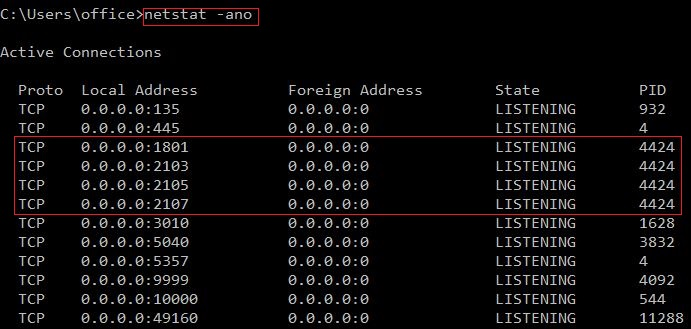 C:\Users\office>netstat -ano
Active Connections
Proto Local Address Foreign Address State PID
TCP 0.0.0.0:135 0.0.0.0:0 LISTENING 932
TCP 0.0.0.0:445 0.0.0.0:0 LISTENING 4
TCP 0.0.0.0:1801 0.0.0.0:0 LISTENING 4424
TCP 0.0.0.0:2103 0.0.0.0:0 LISTENING 4424
TCP 0.0.0.0:2105 0.0.0.0:0 LISTENING 4424
TCP 0.0.0.0:2107 0.0.0.0:0 LISTENING 4424
TCP 0.0.0.0:3010 0.0.0.0:0 LISTENING 1628
TCP 0.0.0.0:5040 0.0.0.0:0 LISTENING 3832
TCP 0.0.0.0:5357 0.0.0.0:0 LISTENING 4
TCP 0.0.0.0:9999 0.0.0.0:0 LISTENING 4092
TCP 0.0.0.0:10000 0.0.0.0:0 LISTENING 544
TCP 0.0.0.0:49160 0.0.0.0:0 LISTENING 11288